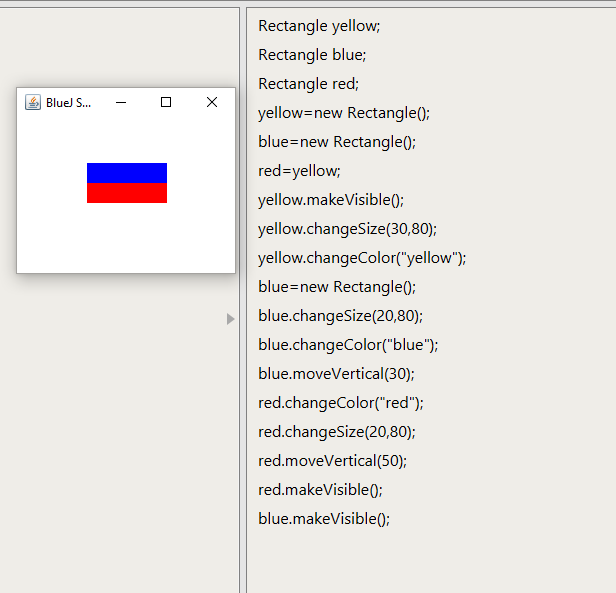 BlueJ S...
Rectangle yellow;
Rectangle blue;
Rectangle red;
yellow=new Rectangle();
blue=new Rectangle();
red=yellow;
yellow.makeVisible();
yellow.changeSize(30,80);
yellow.changeColor("yellow");
blue=new Rectangle();
blue.changeSize(20,80);
blue.changeColor("blue");
blue.moveVertical(30);
red.changeColor("red");
red.changeSize(20,80);
red.moveVertical(50);
red.makeVisible();
blue.makeVisible();